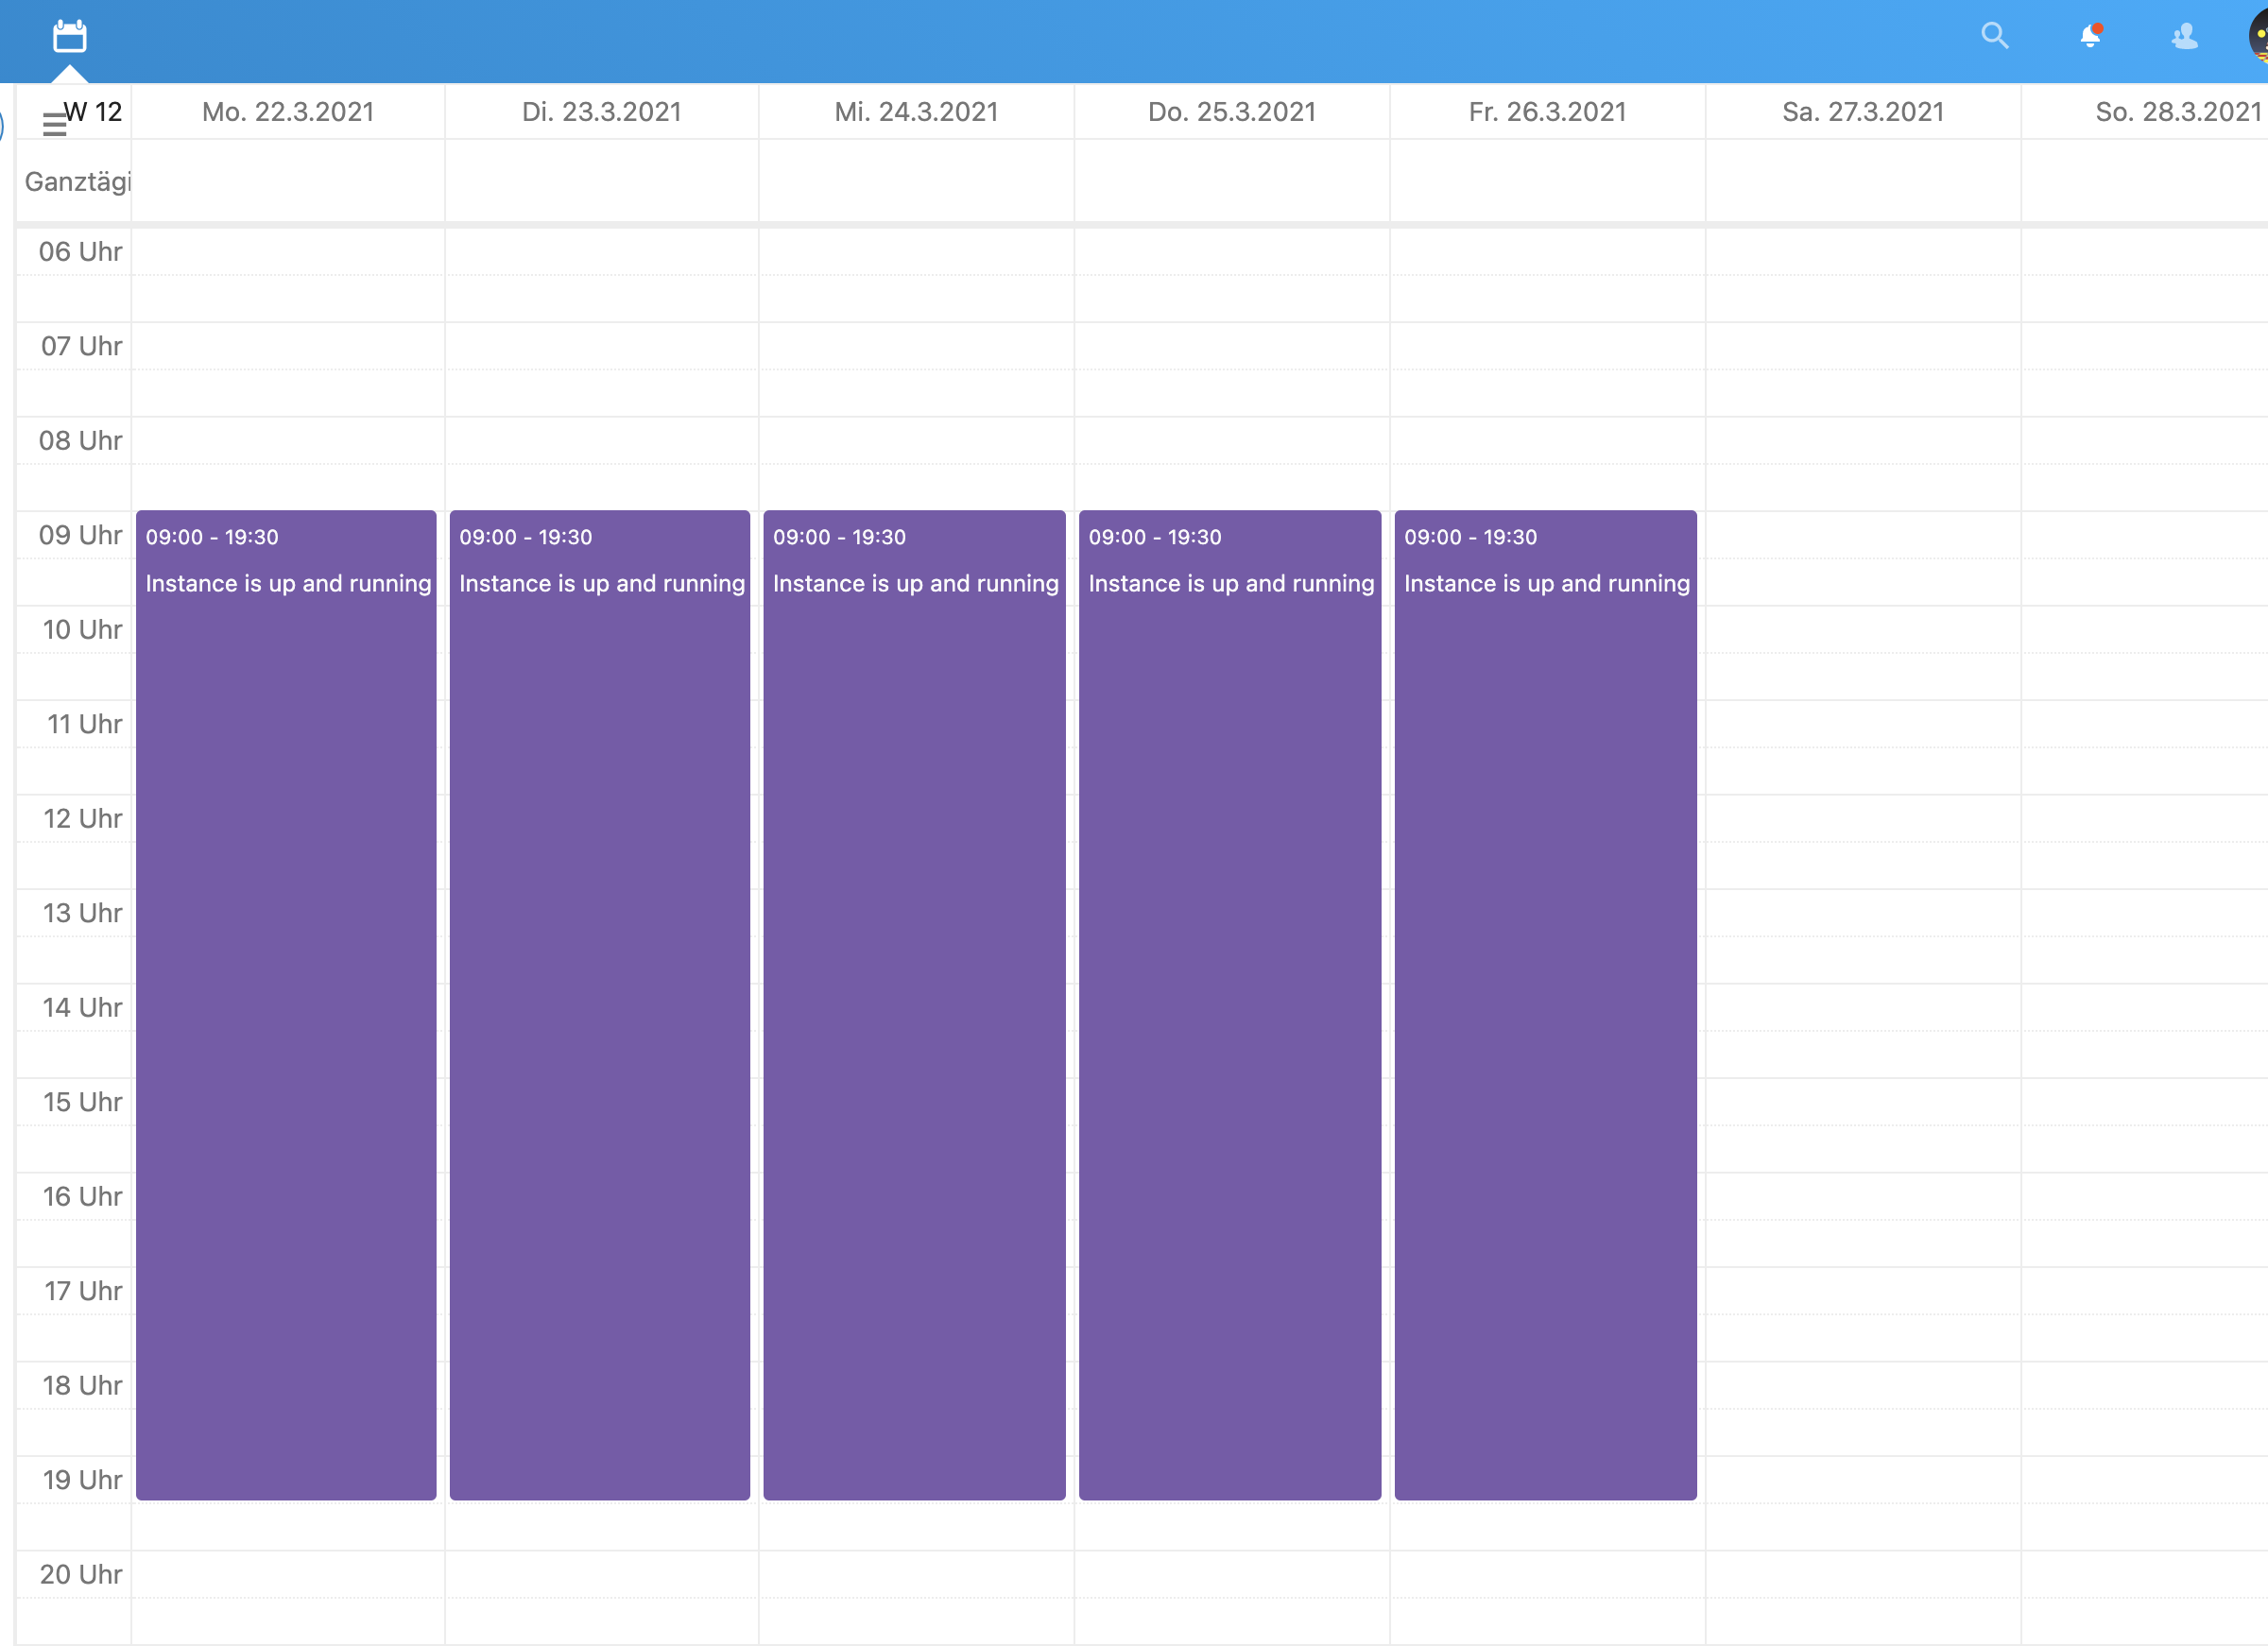 W 12
Mo. 22.3.2021
Di. 23.3.2021
Mi. 24.3.2021
Do. 25.3.2021
Fr. 26.3.2021
Sa. 27.3.2021
So. 28.3.2021
Ganztägi
06 Uhr
07 Uhr
08 Uhr
09 Uhr
09:00 - 19:30
Instance is up and running
09:00 - 19:30
Instance is up and running
09:00 - 19:30
Instance is up and running
09:00 - 19:30
Instance is up and running
09:00 - 19:30
Instance is up and running
10 Uhr
11 Uhr
12 Uhr
13 Uhr
14 Uhr
15 Uhr
16 Uhr
17 Uhr
18 Uhr
19 Uhr
20 Uhr